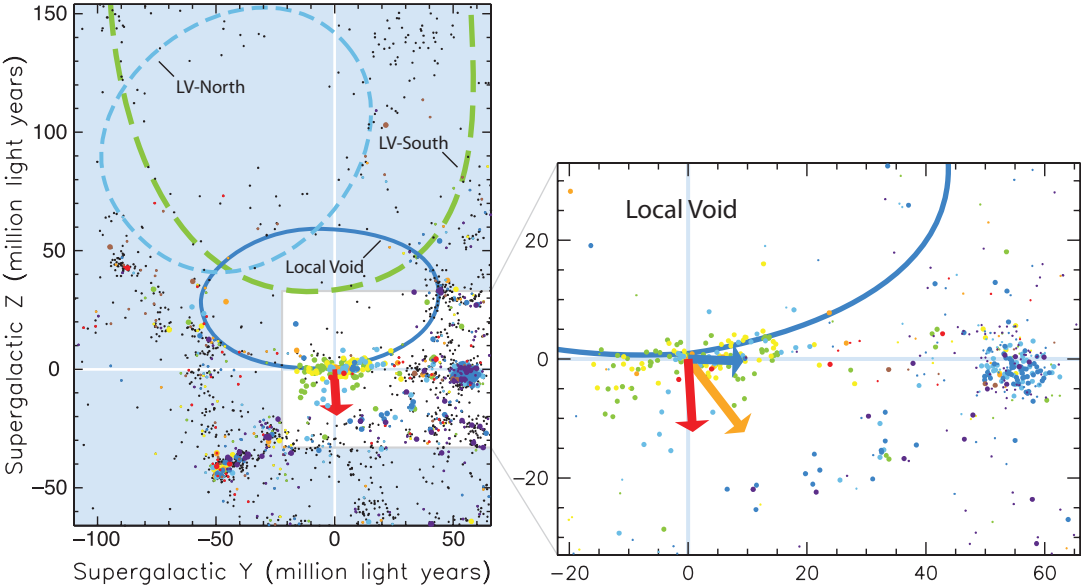 150
100
50
0
−50
Supergalactic Z (million light years)
−100
−50
0
50
Supergalactic Y (million light years)
LV-North
LV-South
Local Void
Local Void
20
0
−20
−20
0
20
40
60